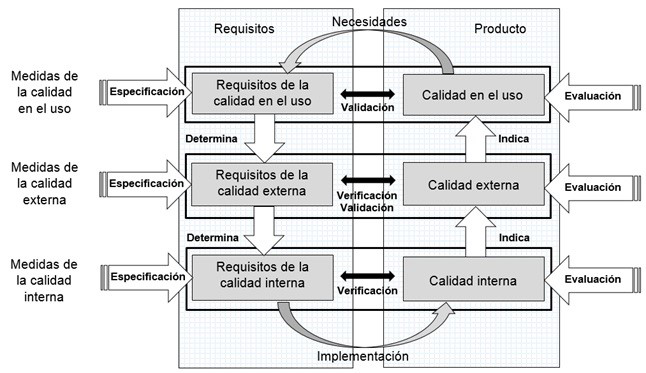 Requisitos
Necesidades
Producto
Medidas de
la calidad
en el uso
Especificación
Requisitos de la
calidad en el uso
Validación
Calidad en el uso
Evaluación
Determina
Indica
Medidas de
la calidad
externa
Especificación
Requisitos de la
calidad externa
Verificación
Validación
Calidad externa
Evaluación
Determina
Indica
Medidas de
la calidad
interna
Especificación
Requisitos de la
calidad interna
Verificación
Calidad interna
Evaluación
Implementación